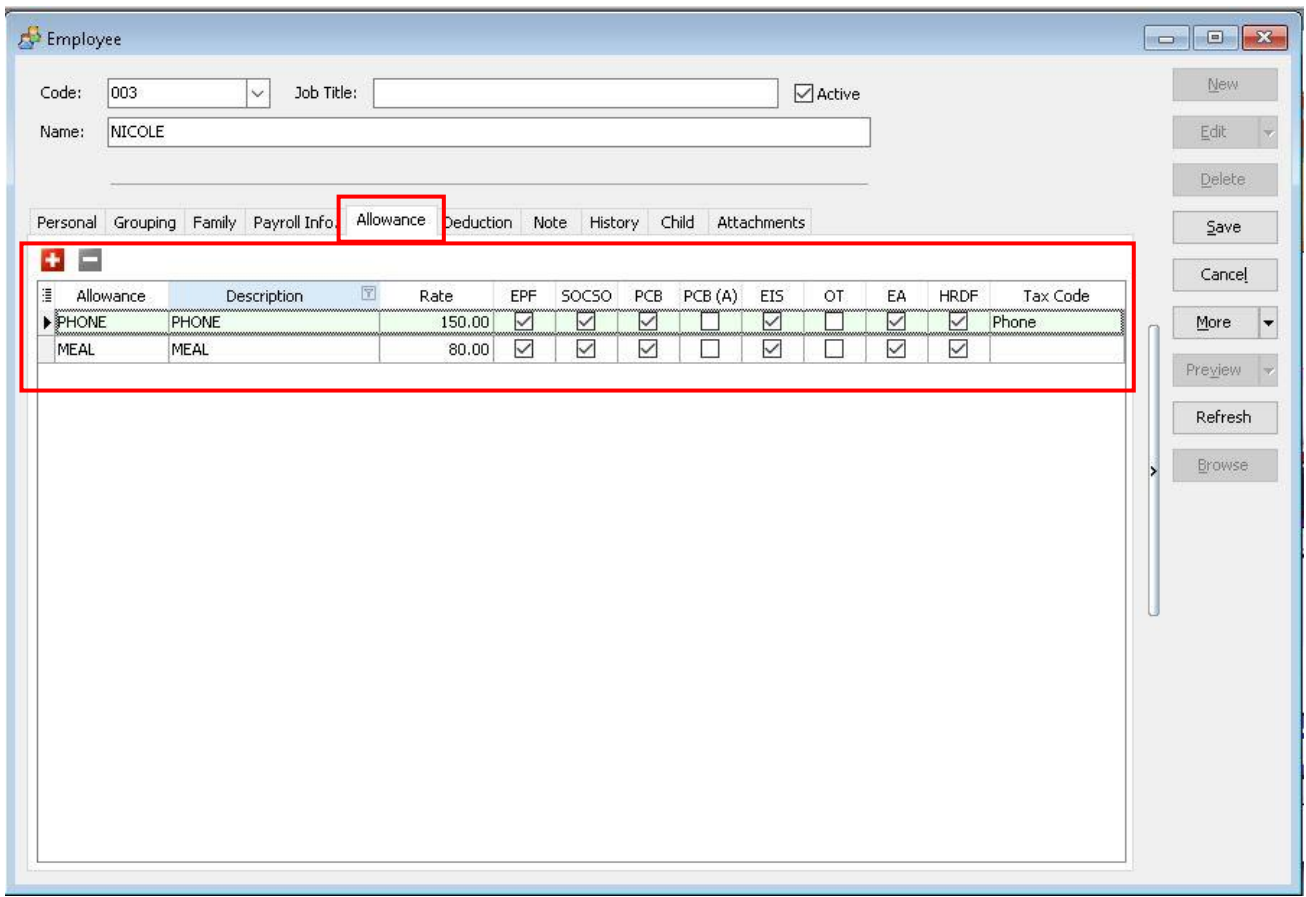 Employee
Code: 003 Job Title: Active
Name: NICOLE
New
Edit
Delete
Save
Cancel
More
Preview
Refresh
Browse
Personal Grouping Family Payroll Info. Allowance Deduction Note History Child Attachments
Allowance Description Rate EPF SOCSO PCB PCB (A) EIS OT EA HRDF Tax Code
PHONE PHONE 150.00 Phone
MEAL MEAL 80.00